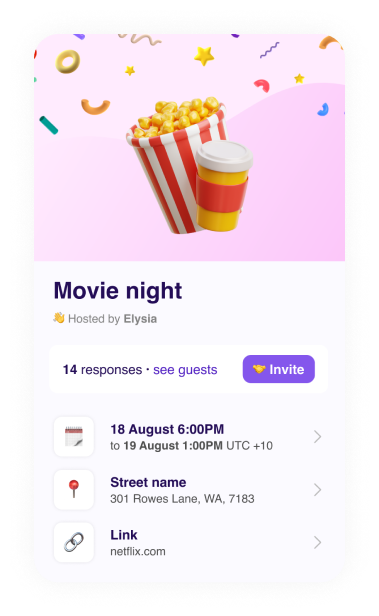 Movie night
👋 Hosted by Elysia
14 responses · see guests
🤝 Invite
18 August 6:00PM
to 19 August 1:00PM UTC +10
Street name
301 Rowes Lane, WA, 7183
Link
netflix.com